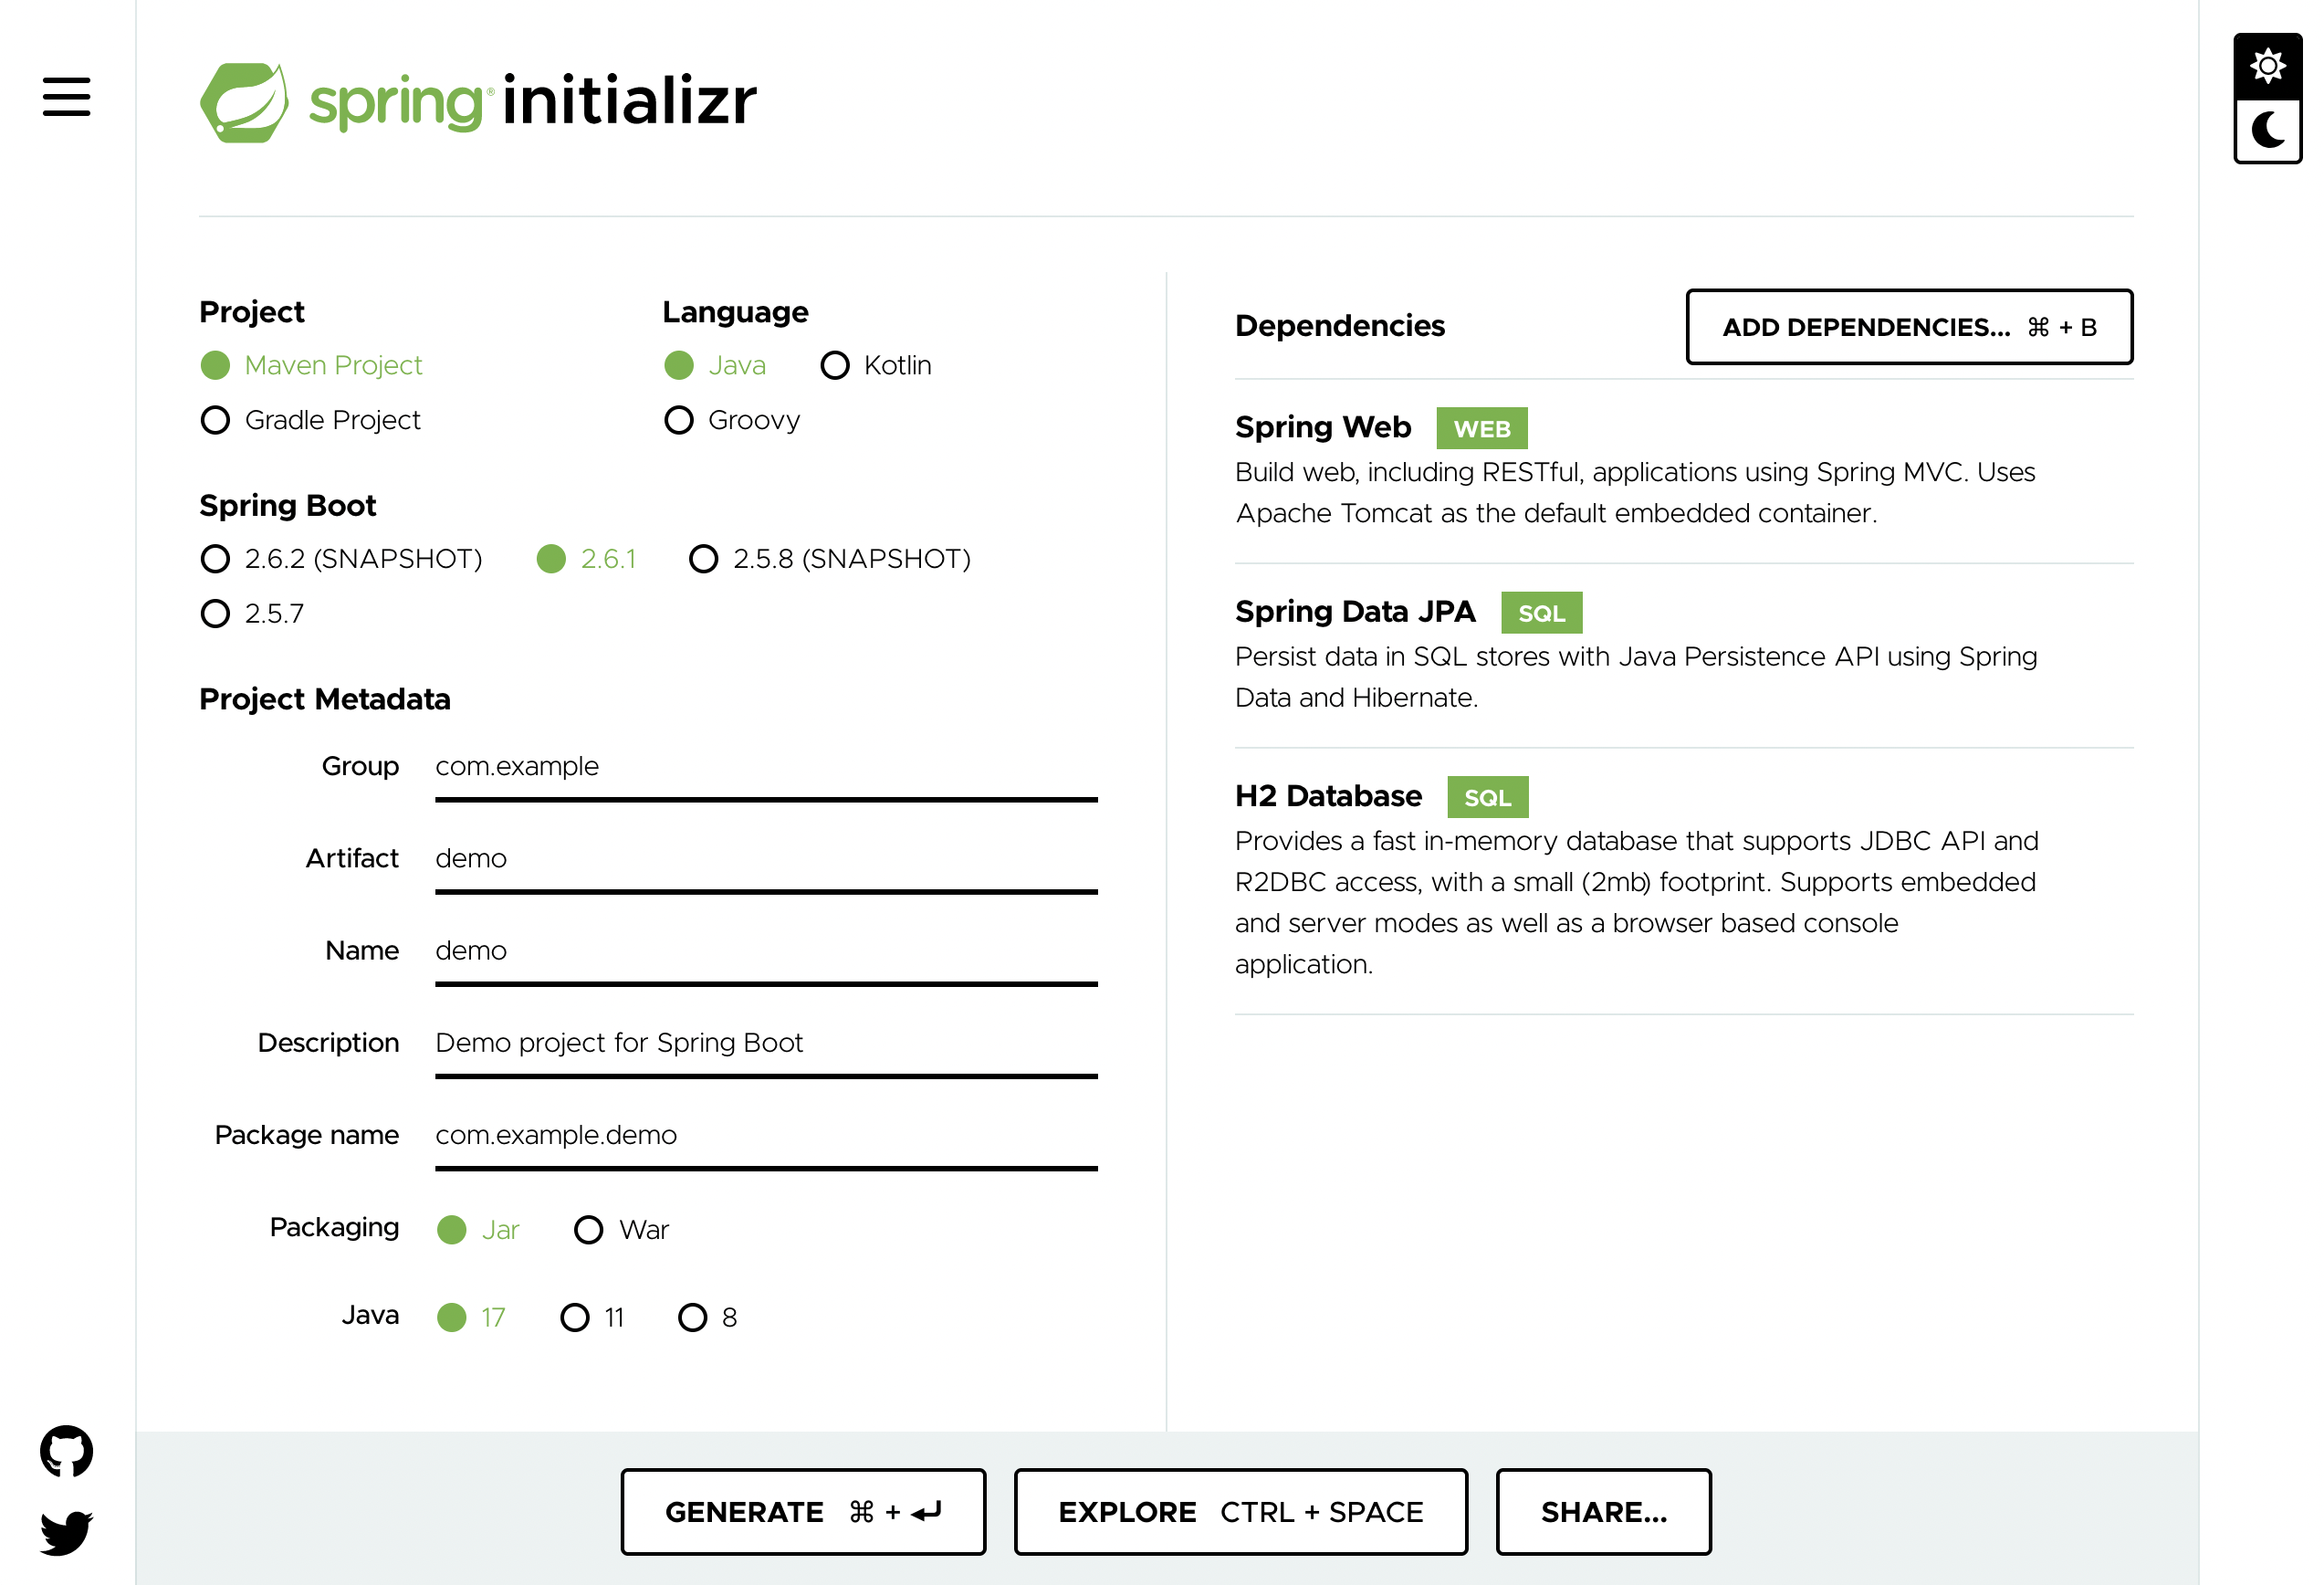 spring® initializr
Project
Maven Project
Gradle Project
Language
Java Kotlin
Groovy
Spring Boot
2.6.2 (SNAPSHOT) 2.6.1 2.5.8 (SNAPSHOT)
2.5.7
Project Metadata
Group com.example
Artifact demo
Name demo
Description Demo project for Spring Boot
Package name com.example.demo
Packaging Jar War
Java 17 11 8
Dependencies ADD DEPENDENCIES... ⌘ + B
Spring Web WEB
Build web, including RESTful, applications using Spring MVC. Uses
Apache Tomcat as the default embedded container.
Spring Data JPA SQL
Persist data in SQL stores with Java Persistence API using Spring
Data and Hibernate.
H2 Database SQL
Provides a fast in-memory database that supports JDBC API and
R2DBC access, with a small (2mb) footprint. Supports embedded
and server modes as well as a browser based console
application.
GENERATE ⌘ + ↵ EXPLORE CTRL + SPACE SHARE...